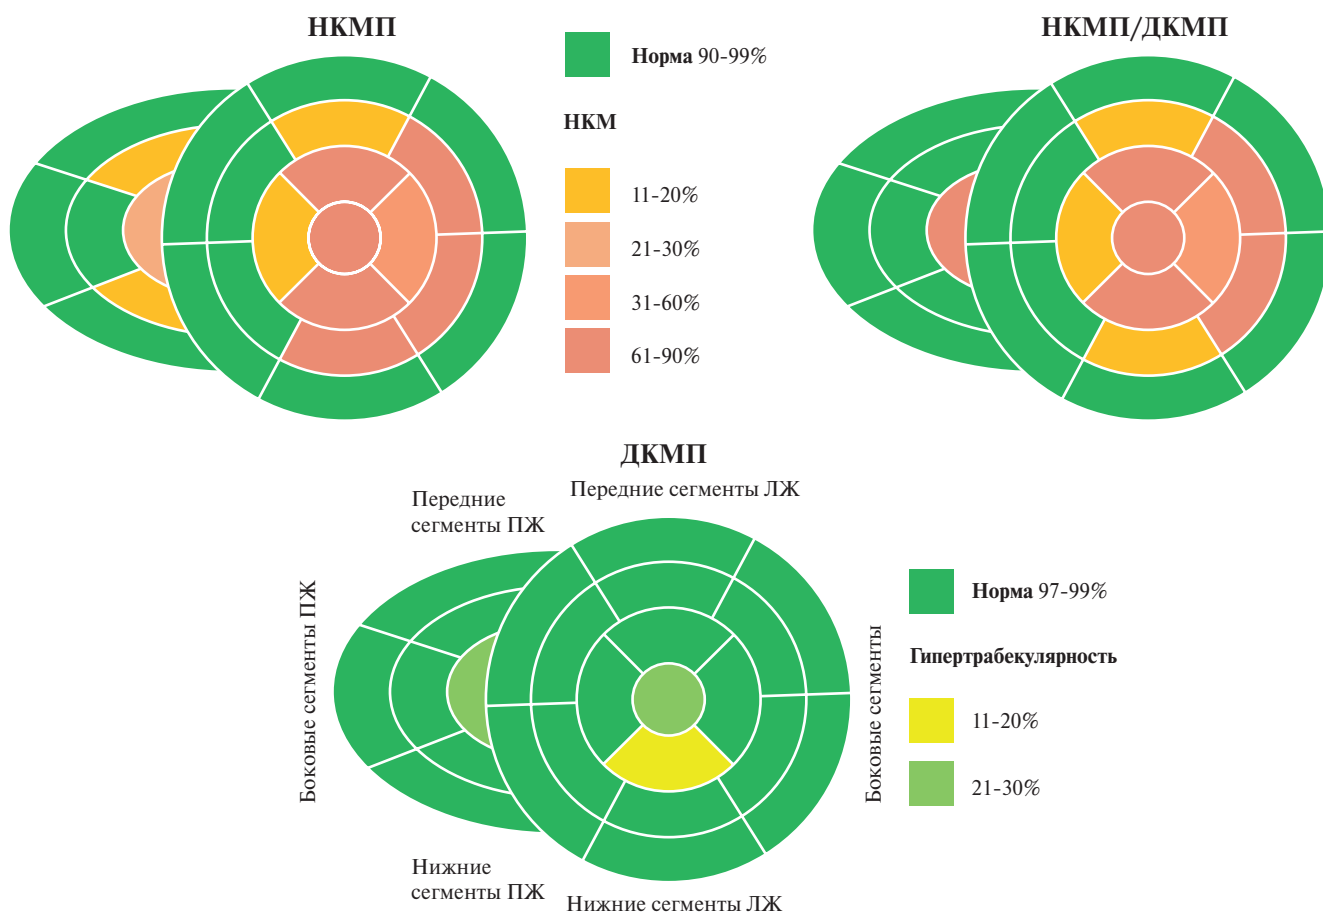 НКМП
НКМП/ДКМП
Норма 90-99%
НКМ
11-20%
21-30%
31-60%
61-90%
ДКМП
Передние
сегменты ПЖ
Передние сегменты ЛЖ
Боковые сегменты ПЖ
Боковые сегменты
Норма 97-99%
Гипертрабекулярность
11-20%
21-30%
Нижние
сегменты ПЖ
Нижние сегменты ЛЖ